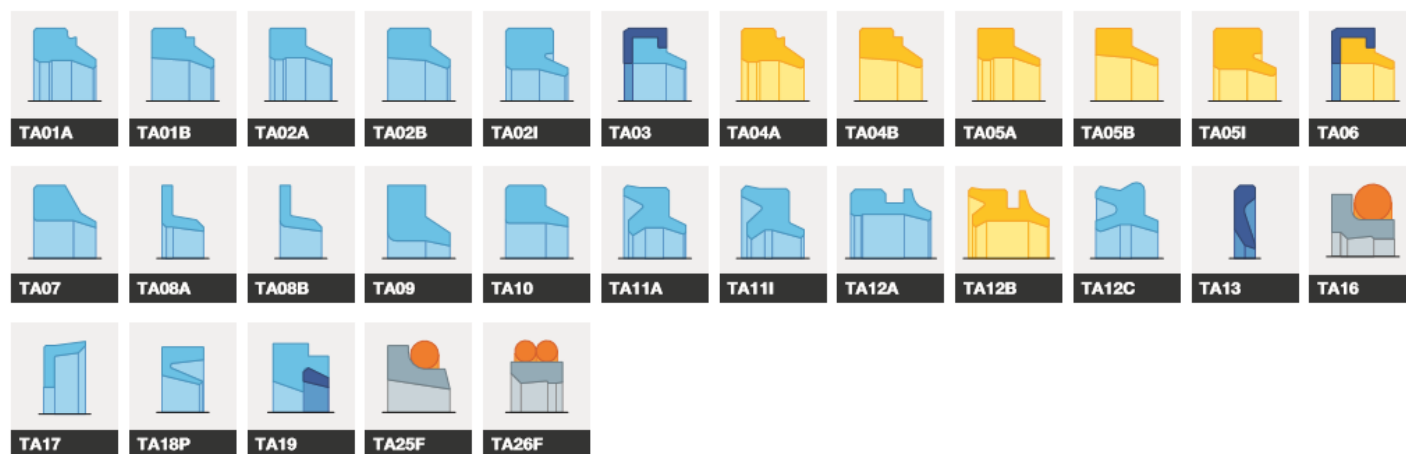 TA01A TA01B TA02A TA02B TA02I TA03 TA04A TA04B TA05A TA05B TA05I TA06
TA07 TA08A TA08B TA09 TA10 TA11A TA11I TA12A TA12B TA12C TA13 TA16
TA17 TA18P TA19 TA25F TA26F